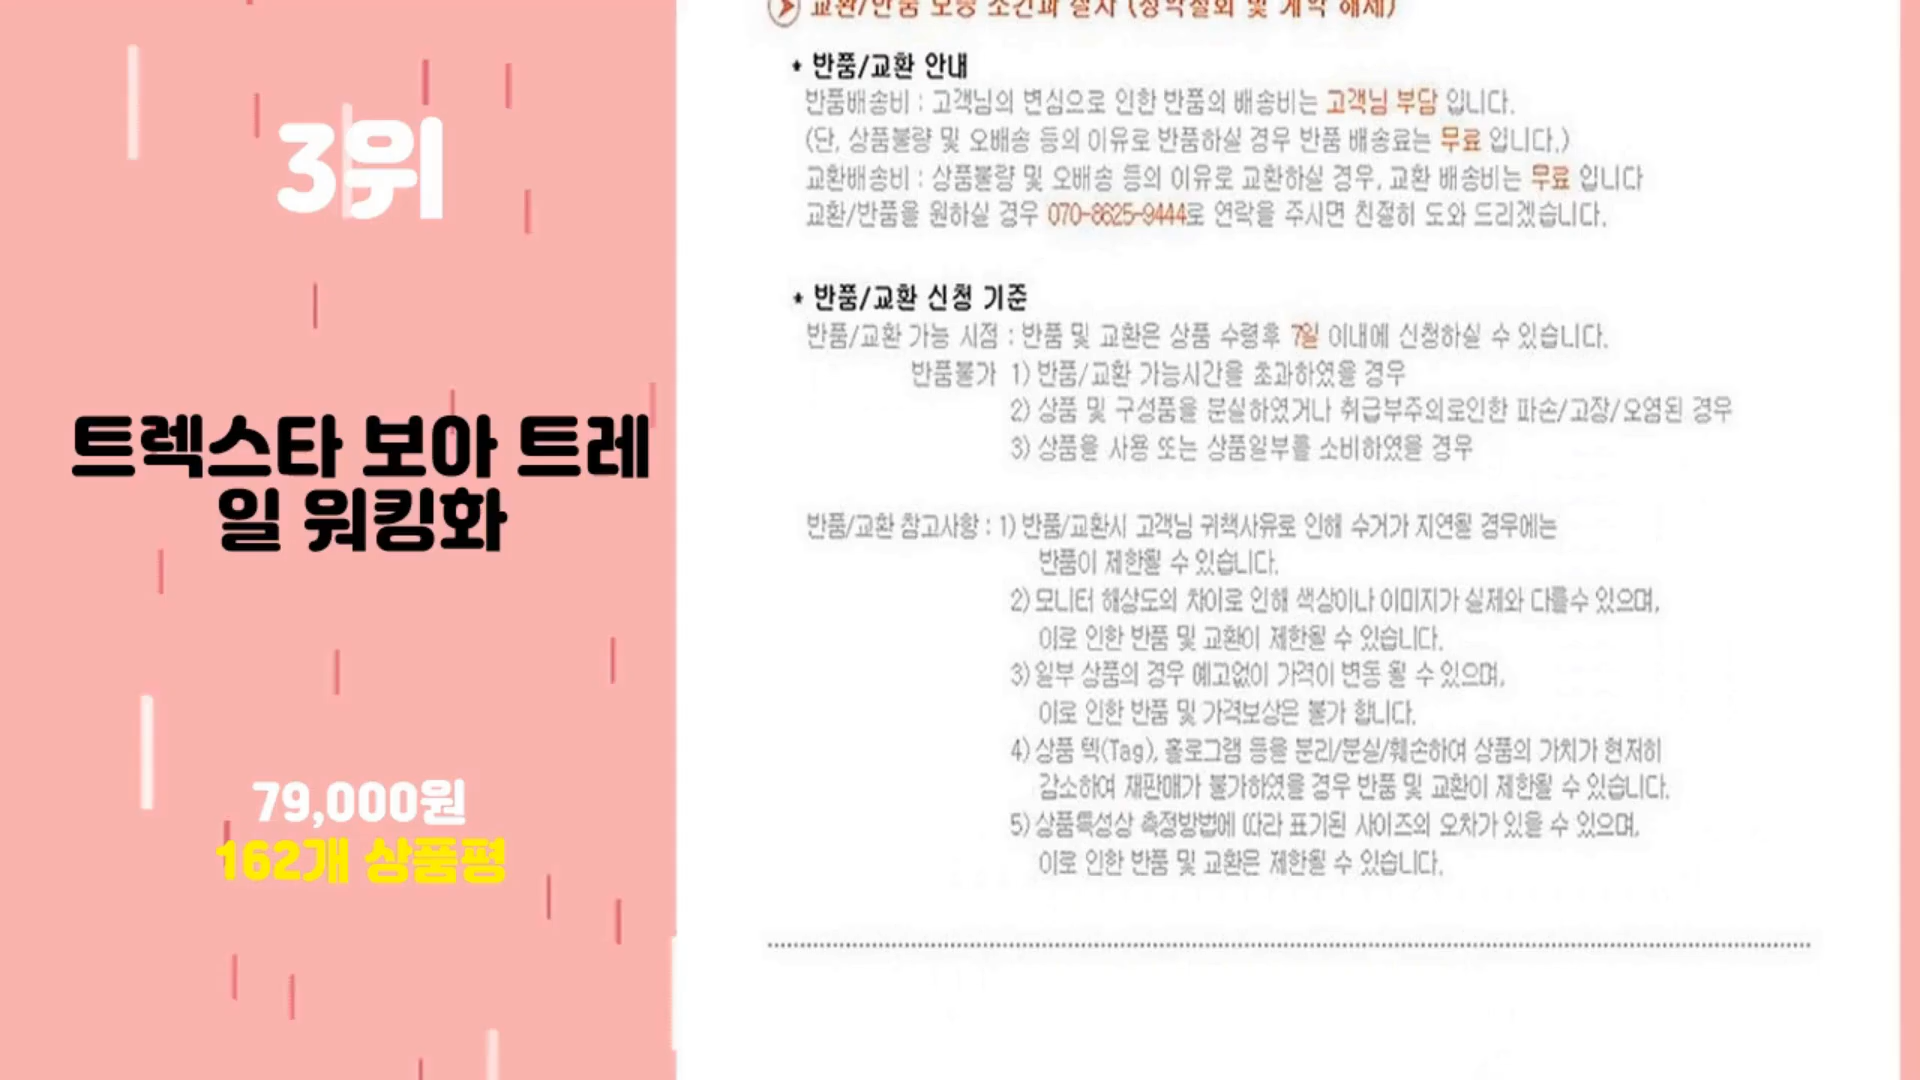 3위
트렉스타 보아 트레
일 워킹화
79,000원
162개 상품평
교환/반품 보증 조건과 절차 (청약철회 및 계약 해제)
* 반품/교환 안내
반품배송비 : 고객님의 변심으로 인한 반품의 배송비는 고객님 부담 입니다.
(단, 상품불량 및 오배송 등의 이유로 반품하실 경우 반품 배송료는 무료 입니다.)
교환배송비 : 상품불량 및 오배송 등의 이유로 교환하실 경우, 교환 배송비는 무료 입니다
교환/반품을 원하실 경우 070-8625-9444로 연락을 주시면 친절히 도와 드리겠습니다.
* 반품/교환 신청 기준
반품/교환 가능 시점 : 반품 및 교환은 상품 수령후 7일 이내에 신청하실 수 있습니다.
반품불가 1) 반품/교환 가능시간을 초과하였을 경우
2) 상품 및 구성품을 분실하였거나 취급부주의로인한 파손/고장/오염된 경우
3) 상품을 사용 또는 상품일부를 소비하였을 경우
반품/교환 참고사항 : 1) 반품/교환시 고객님 귀책사유로 인해 수거가 지연될 경우에는
반품이 제한될 수 있습니다.
2) 모니터 해상도의 차이로 인해 색상이나 이미지가 실제와 다를수 있으며,
이로 인한 반품 및 교환이 제한될 수 있습니다.
3) 일부 상품의 경우 예고없이 가격이 변동 될 수 있으며,
이로 인한 반품 및 가격보상은 불가 합니다.
4) 상품 텍(Tag), 홀로그램 등을 분리/분실/훼손하여 상품의 가치가 현저히
감소하여 재판매가 불가하였을 경우 반품 및 교환이 제한될 수 있습니다.
5) 상품특성상 측정방법에 따라 표기된 사이즈의 오차가 있을 수 있으며,
이로 인한 반품 및 교환은 제한될 수 있습니다.